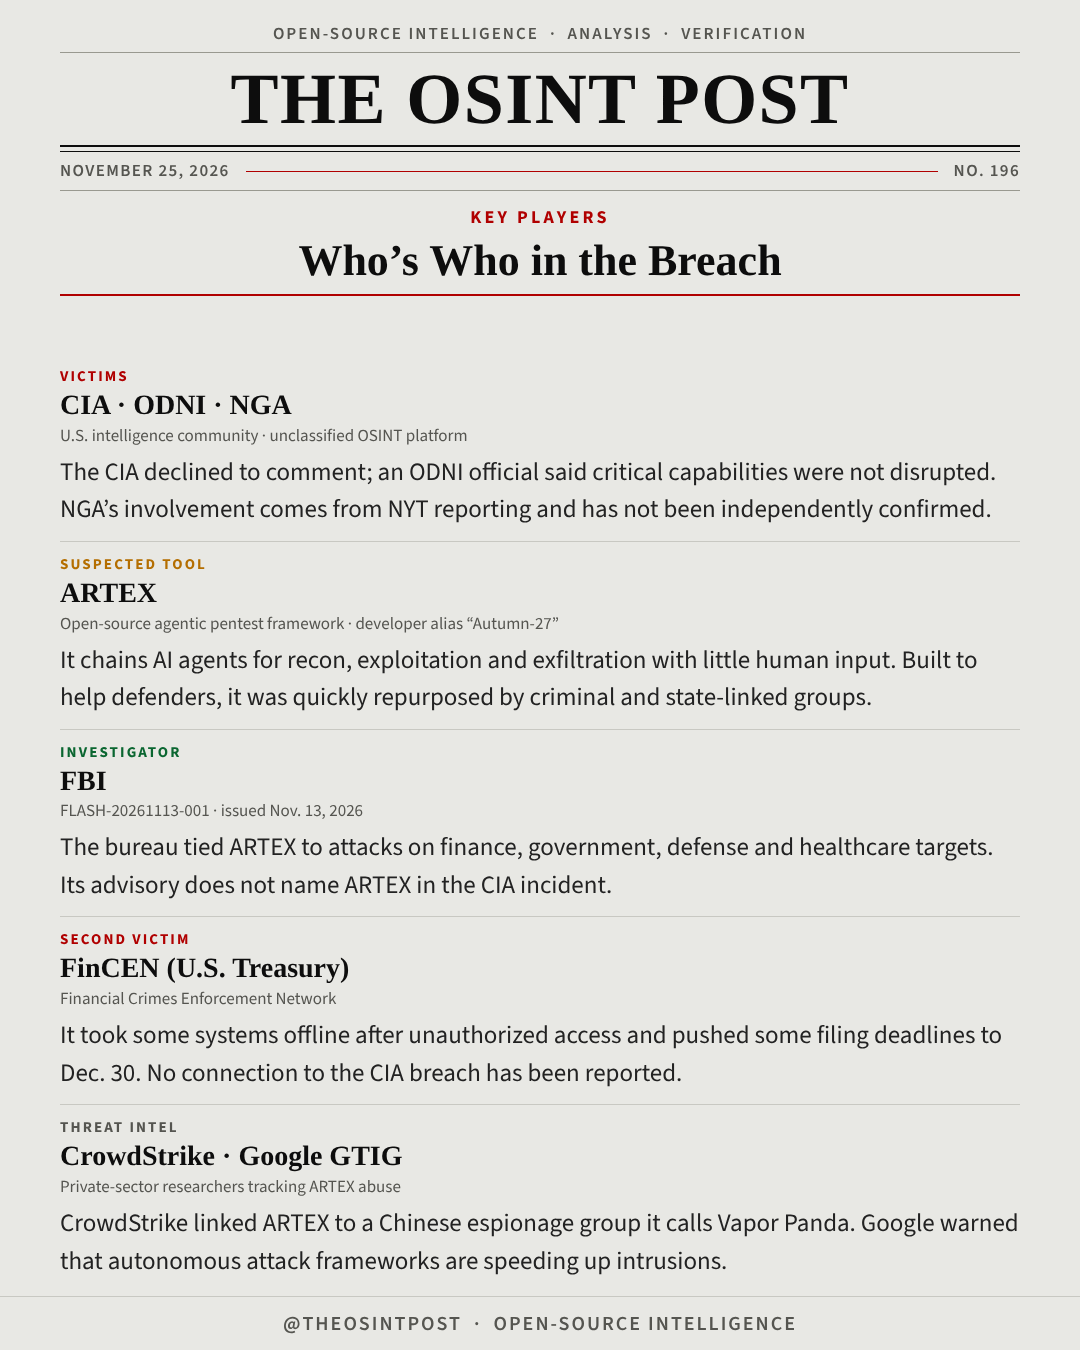 OPEN-SOURCE INTELLIGENCE · ANALYSIS · VERIFICATION
THE OSINT POST
NOVEMBER 25, 2026 NO. 196
KEY PLAYERS
Who’s Who in the Breach
VICTIMS
CIA · ODNI · NGA
U.S. intelligence community · unclassified OSINT platform
The CIA declined to comment; an ODNI official said critical capabilities were not disrupted.
NGA’s involvement comes from NYT reporting and has not been independently confirmed.
SUSPECTED TOOL
ARTEX
Open-source agentic pentest framework · developer alias “Autumn-27”
It chains AI agents for recon, exploitation and exfiltration with little human input. Built to
help defenders, it was quickly repurposed by criminal and state-linked groups.
INVESTIGATOR
FBI
FLASH-20261113-001 · issued Nov. 13, 2026
The bureau tied ARTEX to attacks on finance, government, defense and healthcare targets.
Its advisory does not name ARTEX in the CIA incident.
SECOND VICTIM
FinCEN (U.S. Treasury)
Financial Crimes Enforcement Network
It took some systems offline after unauthorized access and pushed some filing deadlines to
Dec. 30. No connection to the CIA breach has been reported.
THREAT INTEL
CrowdStrike · Google GTIG
Private-sector researchers tracking ARTEX abuse
CrowdStrike linked ARTEX to a Chinese espionage group it calls Vapor Panda. Google warned
that autonomous attack frameworks are speeding up intrusions.
@THEOSINTPOST · OPEN-SOURCE INTELLIGENCE